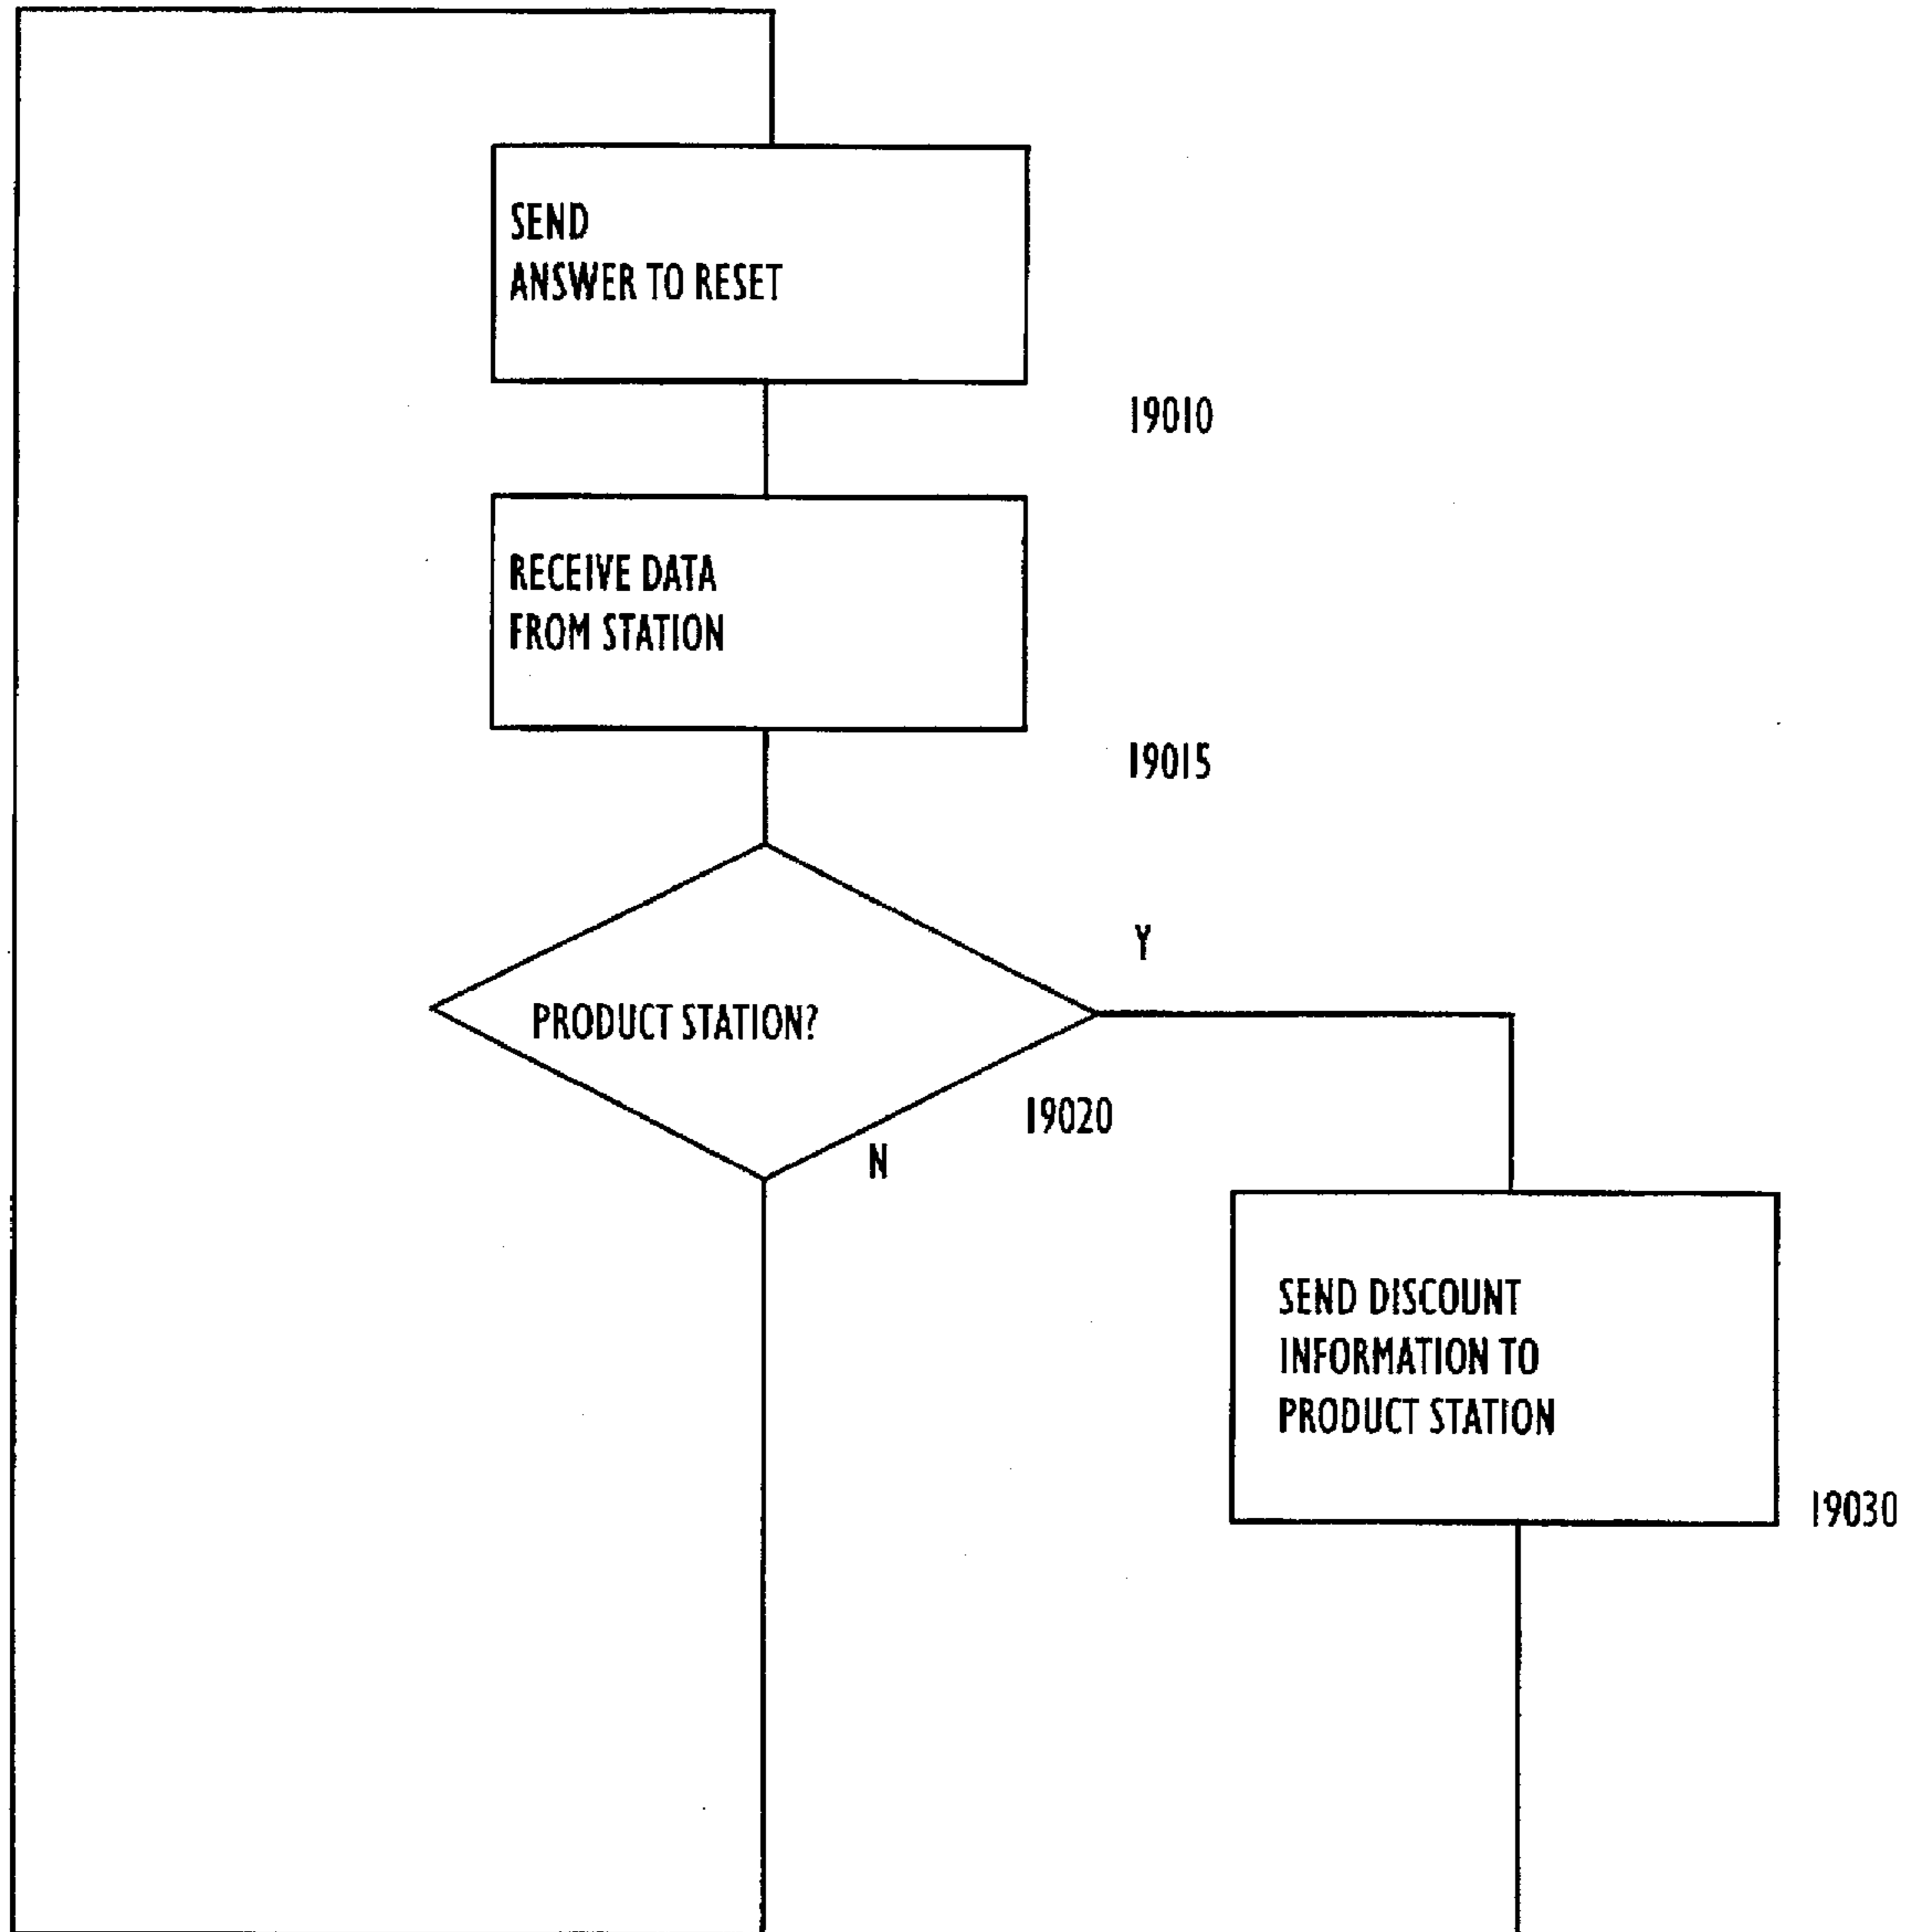 SEND
ANSWER TO RESET
19010
RECEIVE DATA
FROM STATION
19015
Y
PRODUCT STATION?
19020
N
SEND DISCOUNT
INFORMATION TO
PRODUCT STATION
19030